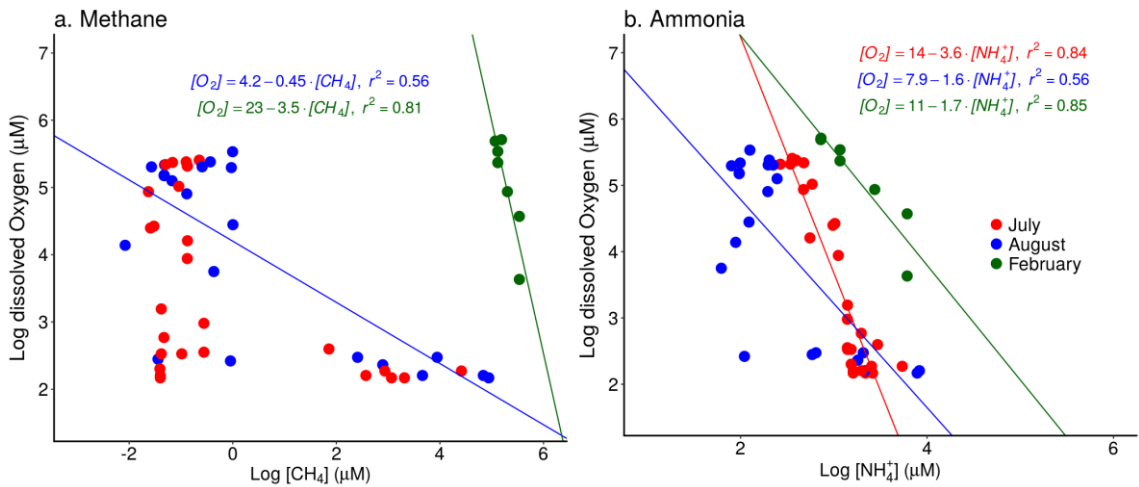 a. Methane
[O₂] = 4.2 − 0.45 · [CH₄], r² = 0.56
[O₂] = 23 − 3.5 · [CH₄], r² = 0.81
7
6
5
4
3
2
Log dissolved Oxygen (μM)
-2
0
2
4
6
Log [CH₄] (μM)
b. Ammonia
[O₂] = 14 − 3.6 · [NH₄⁺], r² = 0.84
[O₂] = 7.9 − 1.6 · [NH₄⁺], r² = 0.56
[O₂] = 11 − 1.7 · [NH₄⁺], r² = 0.85
7
6
5
4
3
2
Log dissolved Oxygen (μM)
July
August
February
2
4
6
Log [NH₄⁺] (μM)